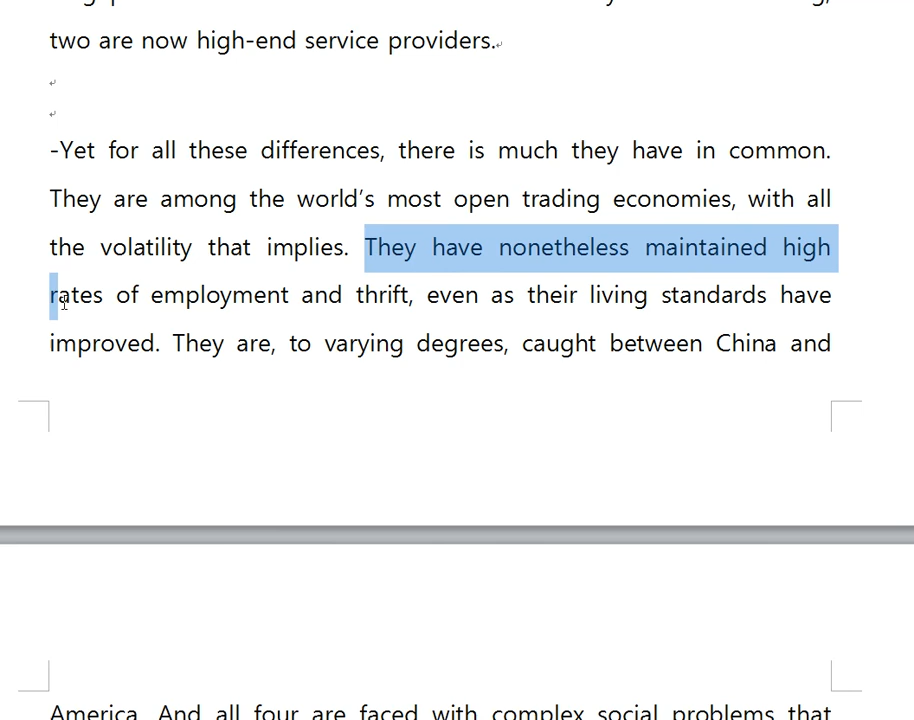 two are now high-end service providers.
-Yet for all these differences, there is much they have in common.
They are among the world’s most open trading economies, with all
the volatility that implies. They have nonetheless maintained high
rates of employment and thrift, even as their living standards have
improved. They are, to varying degrees, caught between China and
America. And all four are faced with complex social problems that